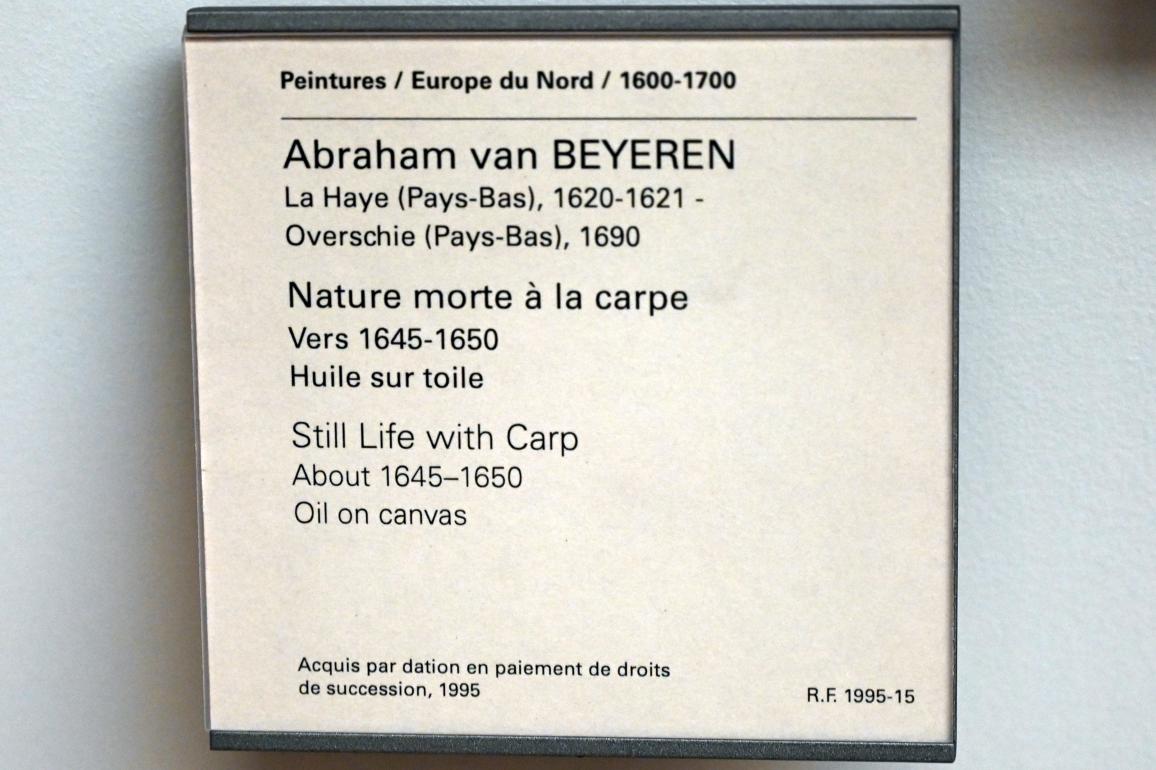 Peintures / Europe du Nord / 1600-1700
Abraham van BEYEREN
La Haye (Pays-Bas), 1620-1621 -
Overschie (Pays-Bas), 1690
Nature morte à la carpe
Vers 1645-1650
Huile sur toile
Still Life with Carp
About 1645–1650
Oil on canvas
Acquis par dation en paiement de droits
de succession, 1995
R.F. 1995-15